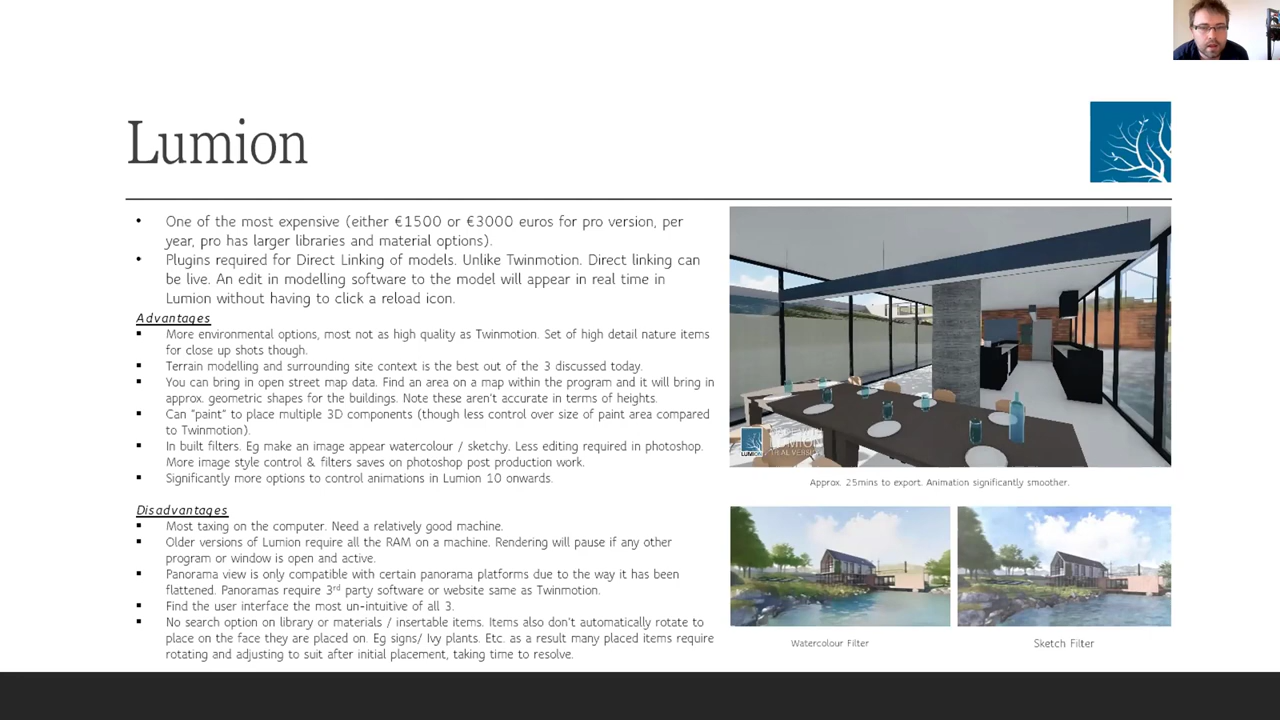 Lumion
• One of the most expensive (either €1500 or €3000 euros for pro version, per
year, pro has larger libraries and material options).
• Plugins required for Direct Linking of models. Unlike Twinmotion. Direct linking can
be live. An edit in modelling software to the model will appear in real time in
Lumion without having to click a reload icon.
Advantages
▪ More environmental options, most not as high quality as Twinmotion. Set of high detail nature items
for close up shots though.
▪ Terrain modelling and surrounding site context is the best out of the 3 discussed today.
▪ You can bring in open street map data. Find an area on a map within the program and it will bring in
approx. geometric shapes for the buildings. Note these aren't accurate in terms of heights.
▪ Can "paint" to place multiple 3D components (though less control over size of paint area compared
to Twinmotion).
▪ In built filters. Eg make an image appear watercolour / sketchy. Less editing required in photoshop.
More image style control & filters saves on photoshop post production work.
▪ Significantly more options to control animations in Lumion 10 onwards.
Disadvantages
▪ Most taxing on the computer. Need a relatively good machine.
▪ Older versions of Lumion require all the RAM on a machine. Rendering will pause if any other
program or window is open and active.
▪ Panorama view is only compatible with certain panorama platforms due to the way it has been
flattened. Panoramas require 3rd party software or website same as Twinmotion.
▪ Find the user interface the most un-intuitive of all 3.
▪ No search option on library or materials / insertable items. Items also don't automatically rotate to
place on the face they are placed on. Eg signs/ Ivy plants. Etc. as a result many placed items require
rotating and adjusting to suit after initial placement, taking time to resolve.
LUMION
LUMION
TRIAL VERSION
Approx. 25mins to export. Animation significantly smoother.
Watercolour Filter
Sketch Filter